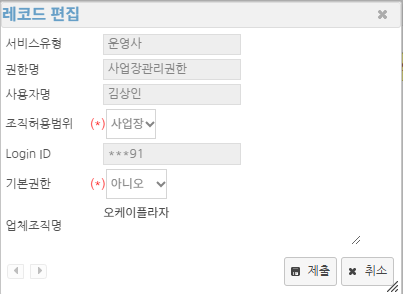 레코드 편집
서비스유형 운영사
권한명 사업장관리권한
사용자명 김상인
조직허용범위 (*) 사업장
Login ID ***91
기본권한 (*) 아니오
업체조직명 오케이플라자
제출 취소